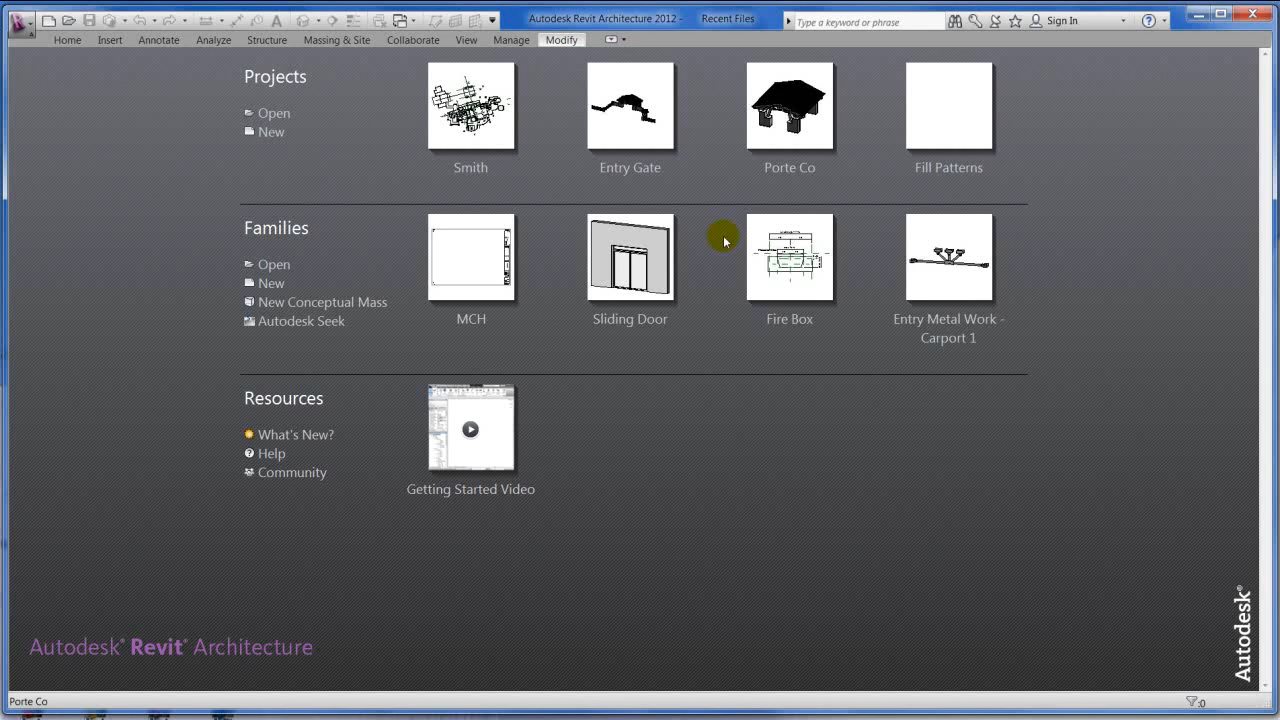 Autodesk Revit Architecture 2012 - Recent Files
Type a keyword or phrase
Sign In
Home Insert Annotate Analyze Structure Massing & Site Collaborate View Manage Modify
Projects
Open
New
Smith
Entry Gate
Porte Co
Fill Patterns
Families
Open
New
New Conceptual Mass
Autodesk Seek
MCH
Sliding Door
Fire Box
Entry Metal Work -
Carport 1
Resources
What's New?
Help
Community
Getting Started Video
Autodesk® Revit® Architecture
Autodesk®
Porte Co
:0